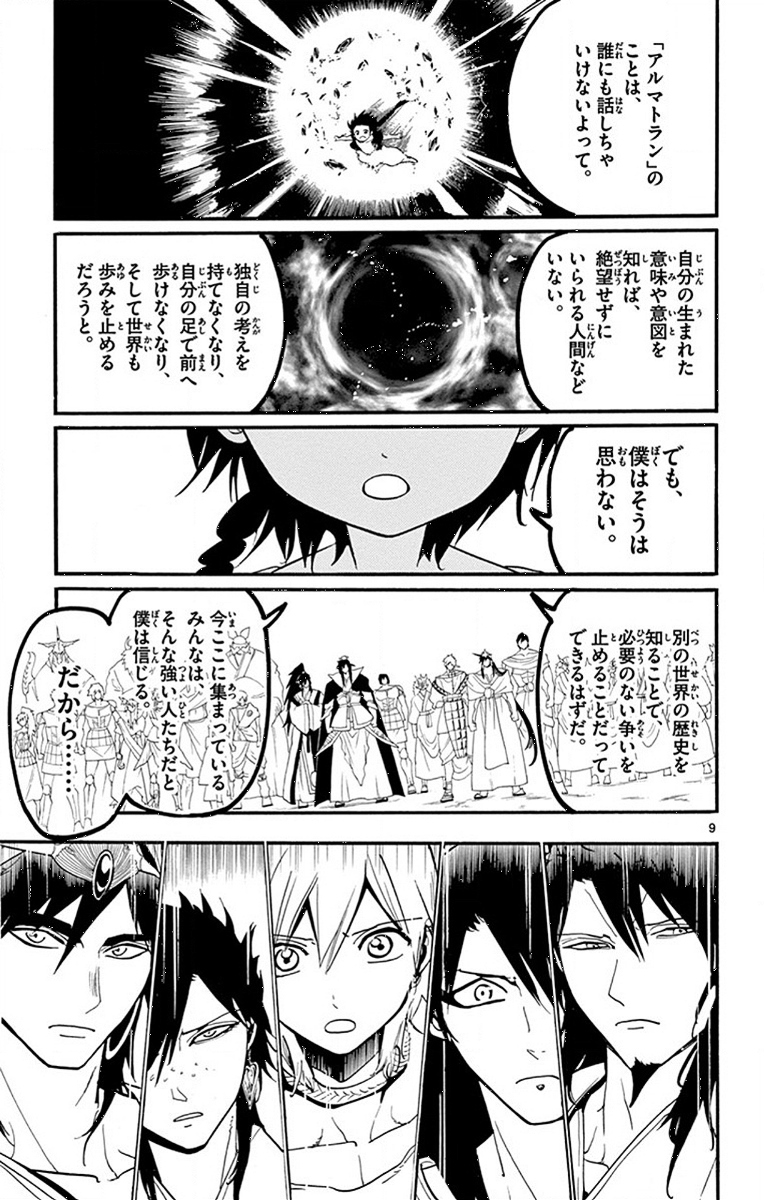 「アルマトラン」の
ことは、
誰にも話しちゃ
いけないよって。
自分の生まれた
意味や意図を
知れば、
絶望せずに
いられる人間など
いない。
独自の考えを
持てなくなり、
自分の足で前へ
歩けなくなり、
そして世界も
歩みを止める
だろうと。
でも、
僕はそうは
思わない。
別の世界の歴史を
知ることで、
必要のない争いを
止めることだって
できるはずだ。
今ここに集まっている
みんなは、
そんな強い人たちだと
僕は信じる。
だから……
9